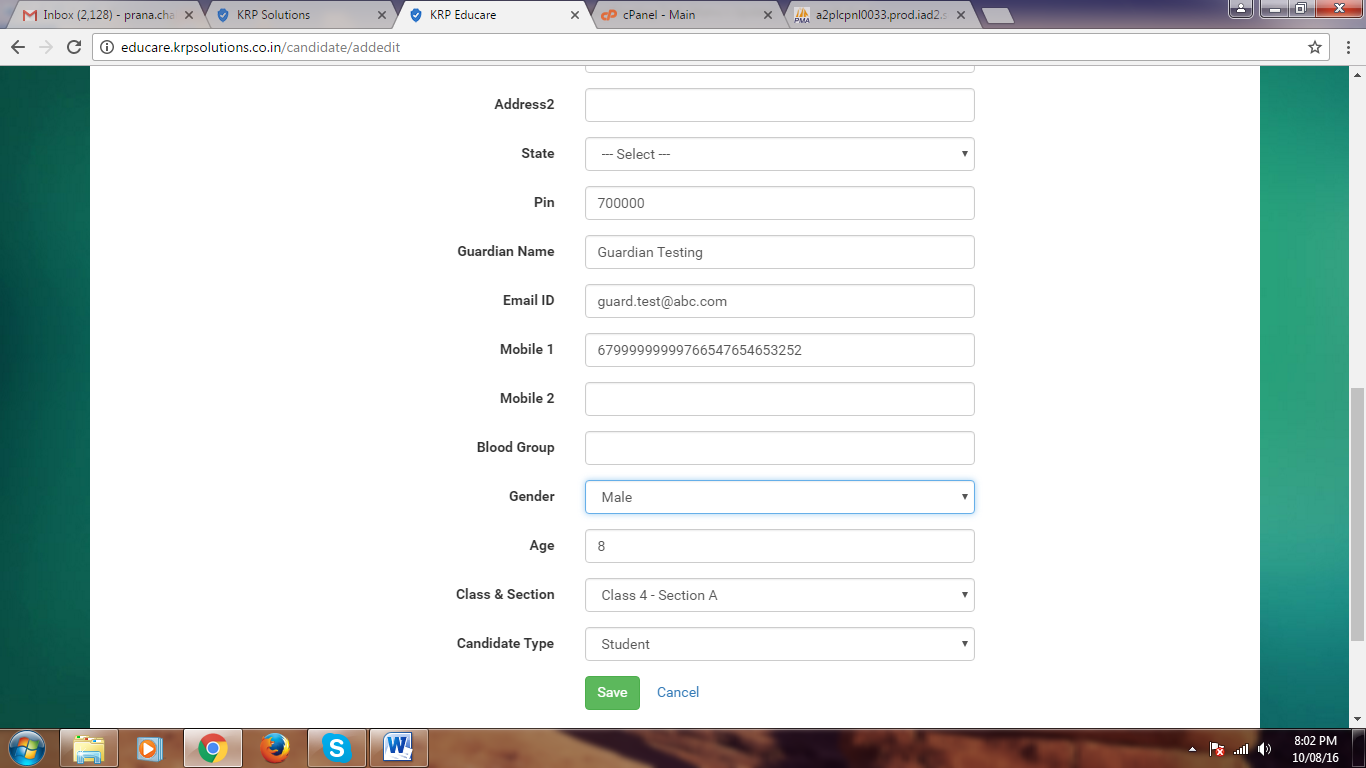 Inbox (2,128) - prana.cha
KRP Solutions
KRP Educare
cPanel - Main
a2plcpnl0033.prod.iad2.s
educare.krpsolutions.co.in/candidate/addedit
Address2
State --- Select ---
Pin 700000
Guardian Name Guardian Testing
Email ID guard.test@abc.com
Mobile 1 67999999999766547654653252
Mobile 2
Blood Group
Gender Male
Age 8
Class & Section Class 4 - Section A
Candidate Type Student
Save Cancel
8:02 PM
10/08/16